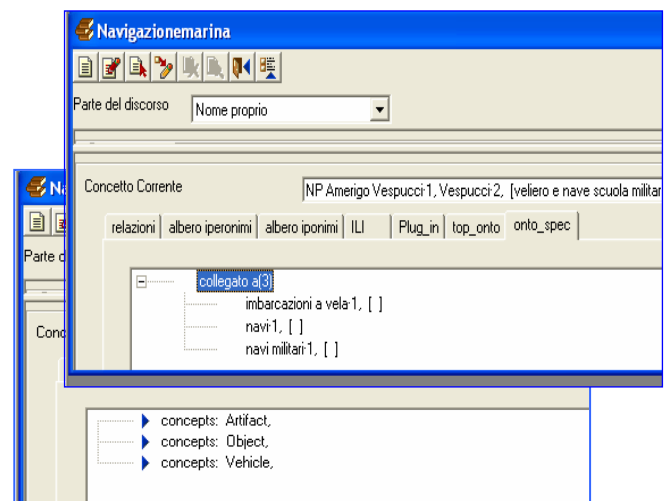 Navigazionemarina
Parte del discorso Nome proprio
Concetto Corrente NP Amerigo Vespucci·1, Vespucci·2, [veliero e nave scuola militar
relazioni albero iperonimi albero iponimi ILI Plug_in top_onto onto_spec
collegato a(3)
imbarcazioni a vela·1, [ ]
navi·1, [ ]
navi militari·1, [ ]
Na
Parte d
Conc
concepts: Artifact,
concepts: Object,
concepts: Vehicle,